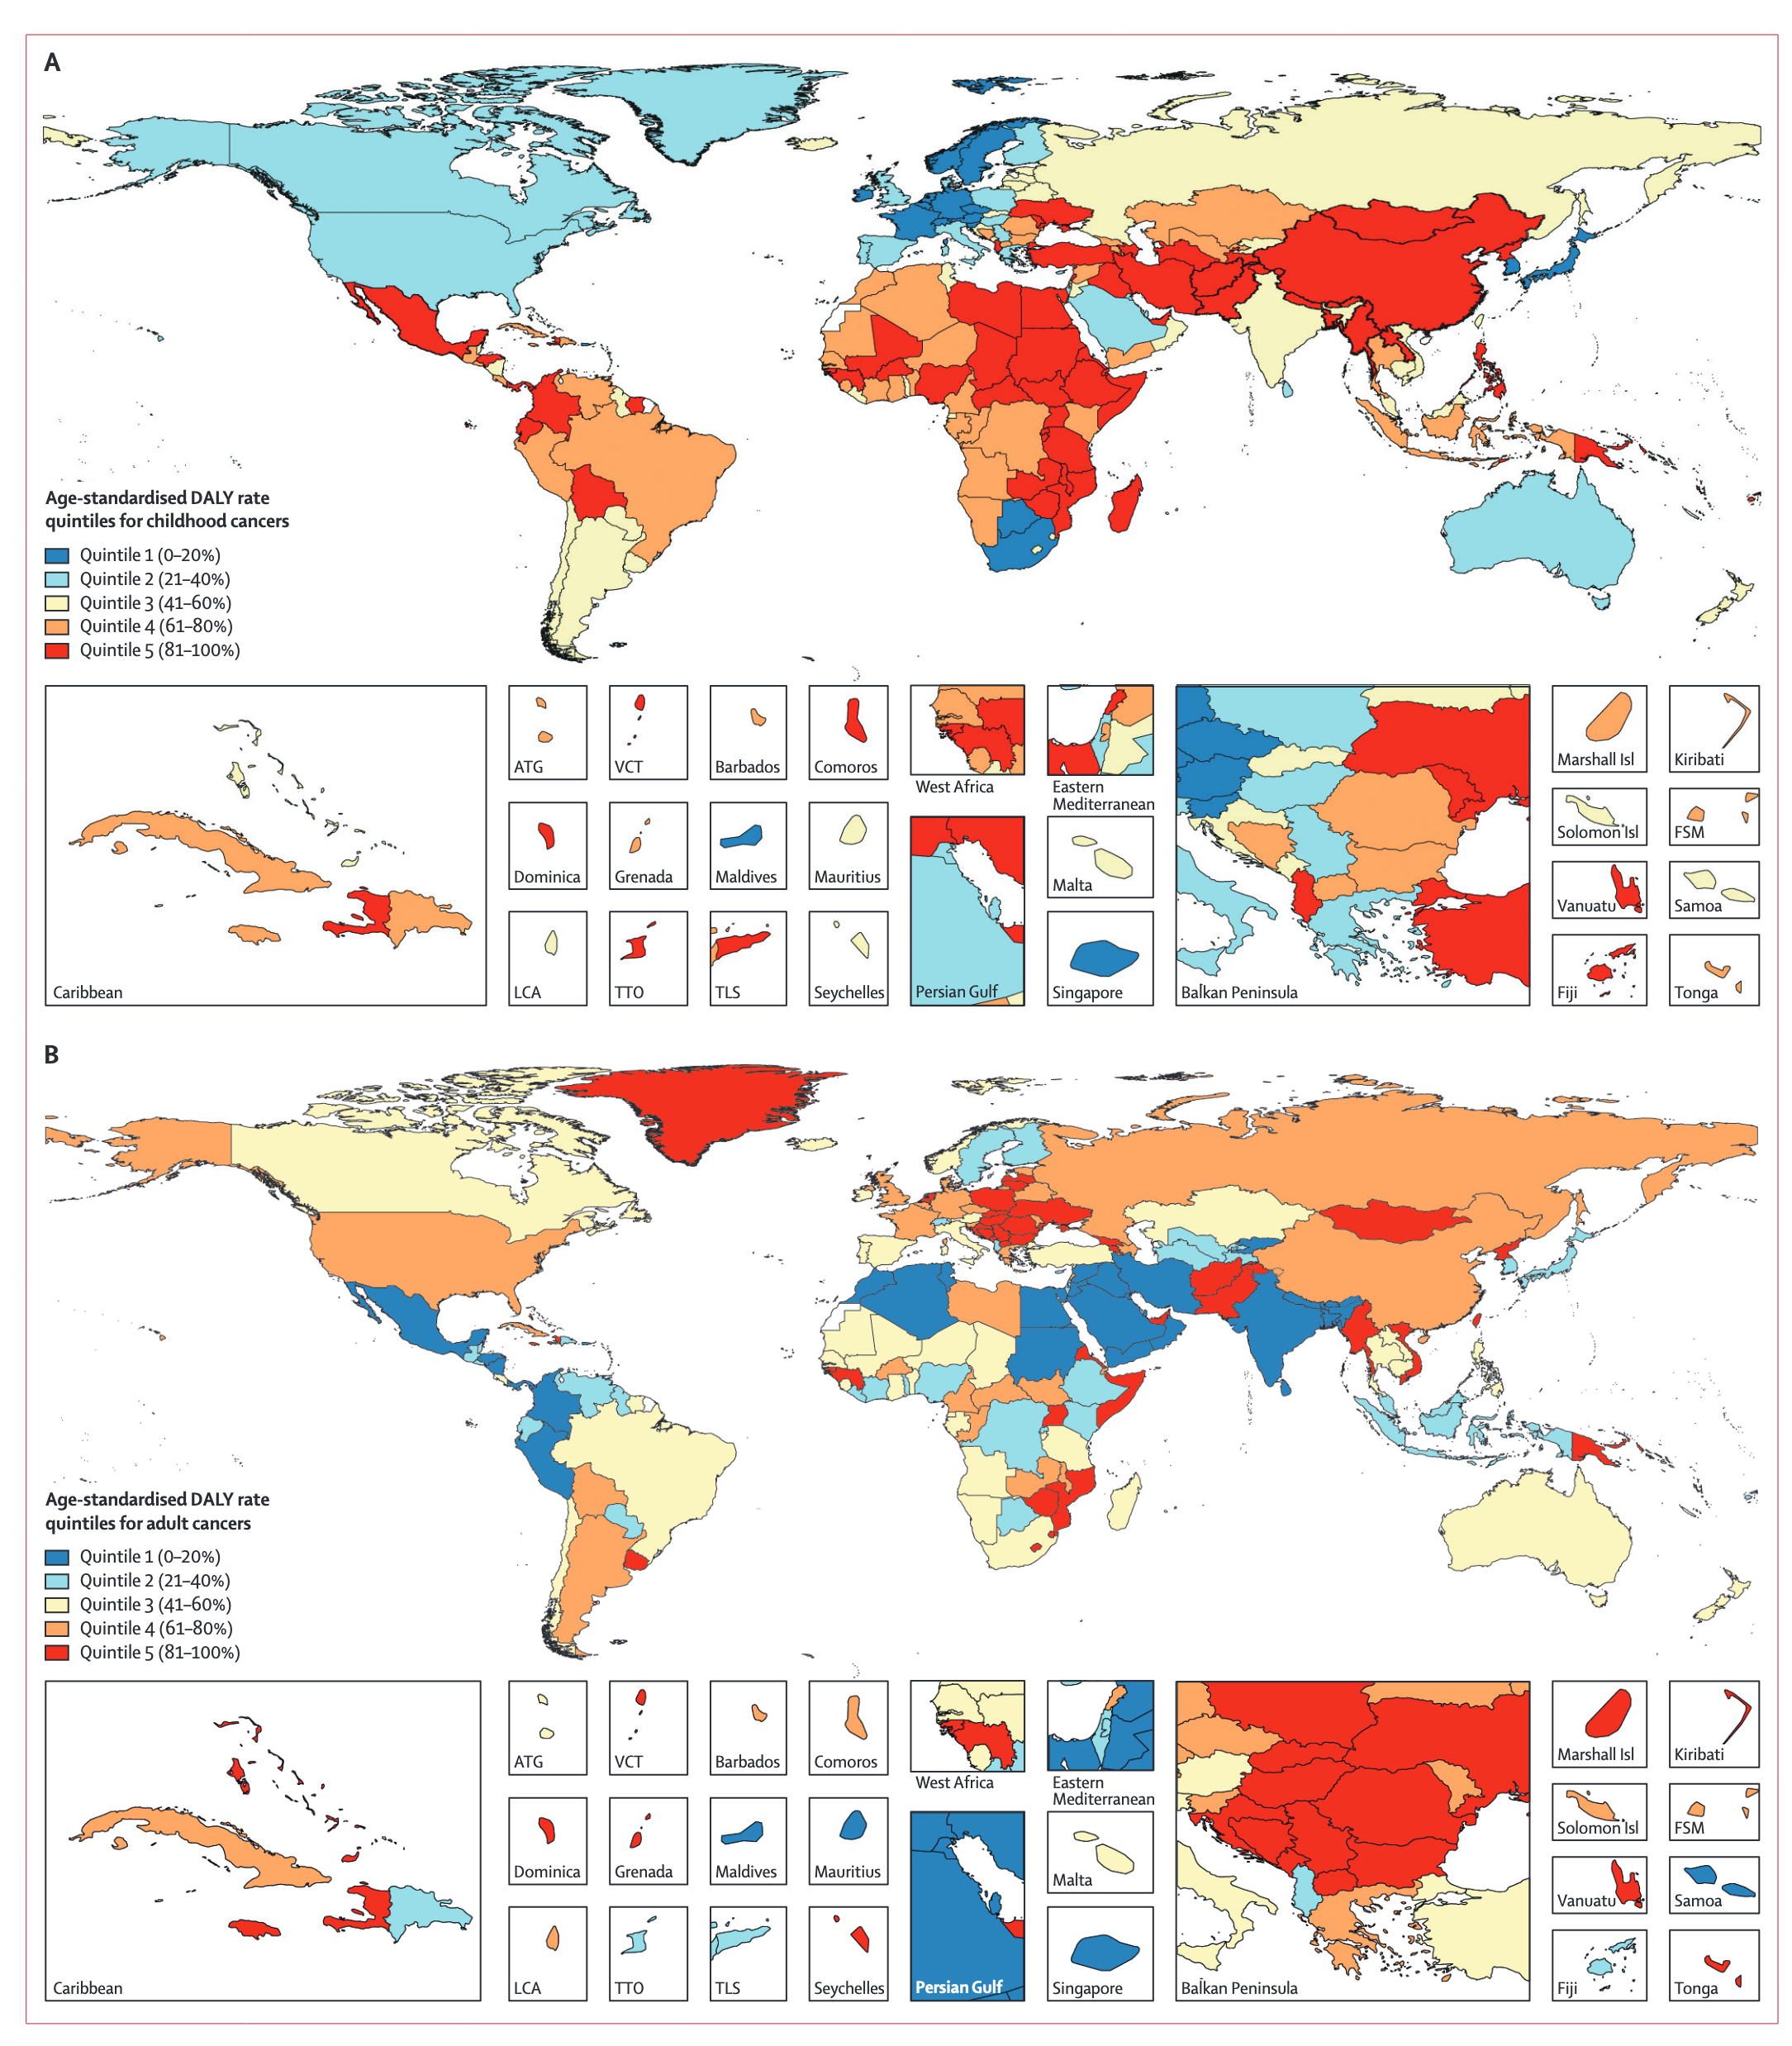 A
Age-standardised DALY rate
quintiles for childhood cancers
Quintile 1 (0–20%)
Quintile 2 (21–40%)
Quintile 3 (41–60%)
Quintile 4 (61–80%)
Quintile 5 (81–100%)
Caribbean
ATG
VCT
Barbados
Comoros
Dominica
Grenada
Maldives
Mauritius
LCA
TTO
TLS
Seychelles
West Africa
Eastern
Mediterranean
Persian Gulf
Malta
Singapore
Balkan Peninsula
Marshall Isl
Kiribati
Solomon Isl
FSM
Vanuatu
Samoa
Fiji
Tonga
B
Age-standardised DALY rate
quintiles for adult cancers
Quintile 1 (0–20%)
Quintile 2 (21–40%)
Quintile 3 (41–60%)
Quintile 4 (61–80%)
Quintile 5 (81–100%)
Caribbean
ATG
VCT
Barbados
Comoros
Dominica
Grenada
Maldives
Mauritius
LCA
TTO
TLS
Seychelles
West Africa
Eastern
Mediterranean
Persian Gulf
Malta
Singapore
Balkan Peninsula
Marshall Isl
Kiribati
Solomon Isl
FSM
Vanuatu
Samoa
Fiji
Tonga